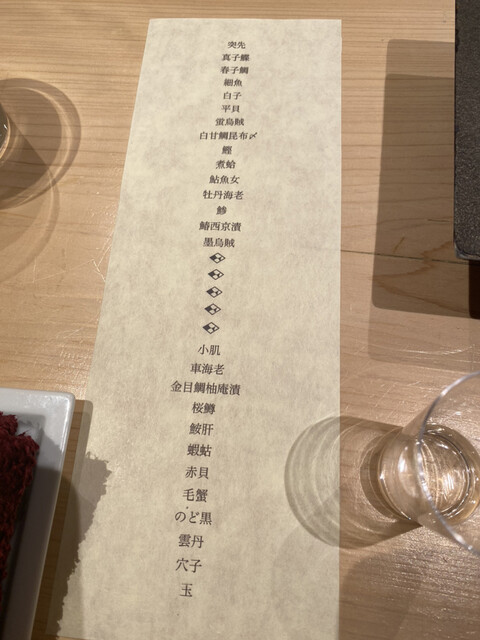 突先
真子鰈
春子鯛
細魚
白子
平貝
蛍烏賊
白甘鯛昆布〆
鰹
煮蛤
鮎魚女
牡丹海老
鯵
鰆西京漬
墨烏賊
小肌
車海老
金目鯛柚庵漬
桜鱒
鮟肝
蝦蛄
赤貝
毛蟹
のど黒
雲丹
穴子
玉